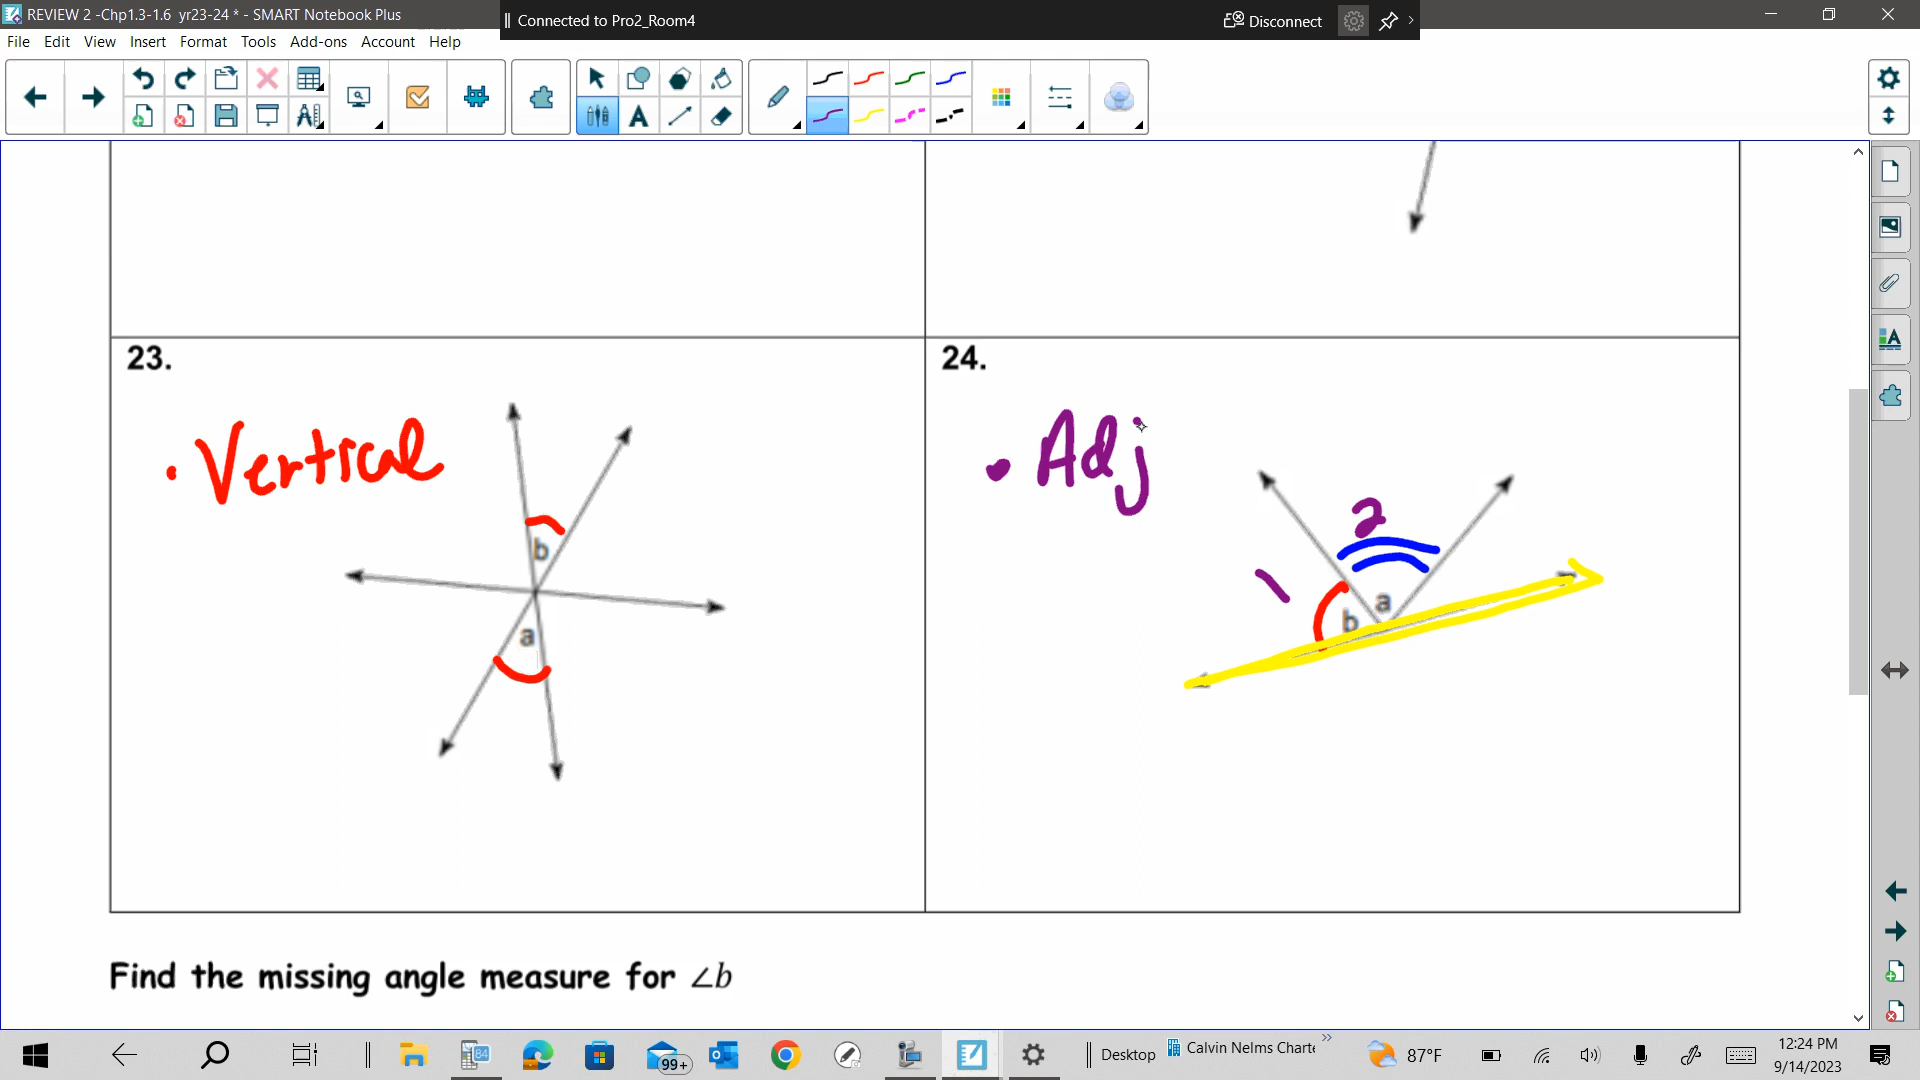 REVIEW 2 -Chp1.3-1.6 yr23-24 * - SMART Notebook Plus
Connected to Pro2_Room4
Disconnect
File Edit View Insert Format Tools Add-ons Account Help
A
A
23.
24.
• Vertical
• Adj
b
a
2
1
a
b
Find the missing angle measure for ∠b
84
99+
Desktop
Calvin Nelms Charte
»
87°F
12:24 PM
9/14/2023